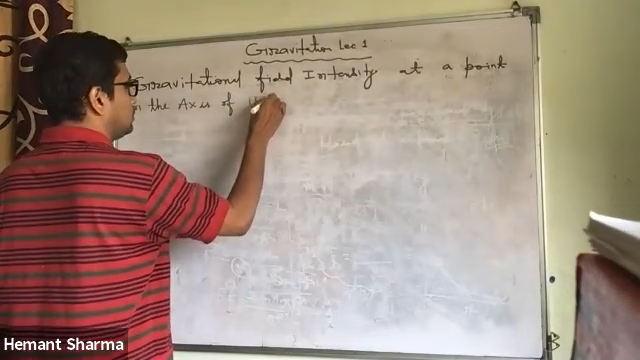 Gravitation Lec 1
Gravitational field Intensity at a point
on the Axis of
Hemant Sharma